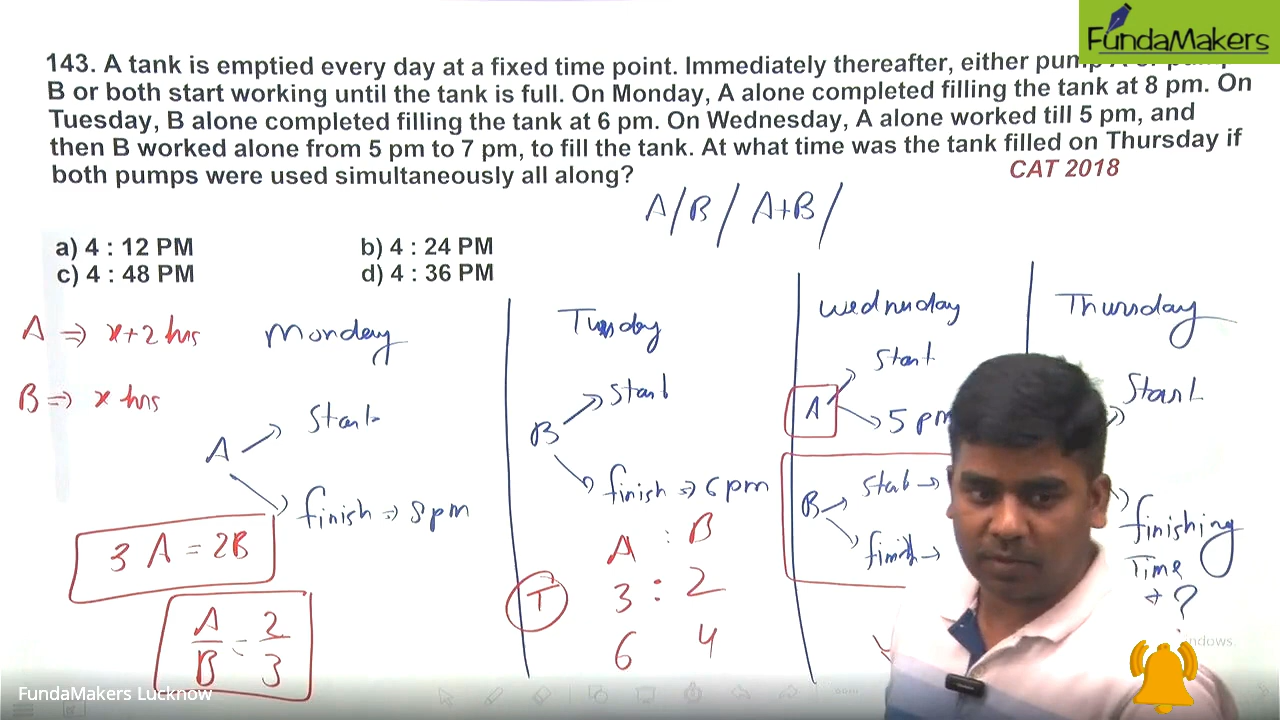 FundaMakers
143. A tank is emptied every day at a fixed time point. Immediately thereafter, either pump
B or both start working until the tank is full. On Monday, A alone completed filling the tank at 8 pm. On
Tuesday, B alone completed filling the tank at 6 pm. On Wednesday, A alone worked till 5 pm, and
then B worked alone from 5 pm to 7 pm, to fill the tank. At what time was the tank filled on Thursday if
both pumps were used simultaneously all along?
CAT 2018
A/B/ A+B/
a) 4 : 12 PM
b) 4 : 24 PM
c) 4 : 48 PM
d) 4 : 36 PM
A ⇒ x+2 hrs
B ⇒ x hrs
Monday
A
Start
finish ⇒ 8pm
3 A = 2B
A/B = 2/3
Tuesday
B
Start
finish ⇒ 6pm
A : B
T 3 : 2
6 4
Wednesday
A
Start
5 pm
B
Start →
finish →
Thursday
Start
finishing
Time
?
ndows.
FundaMakers Lucknow